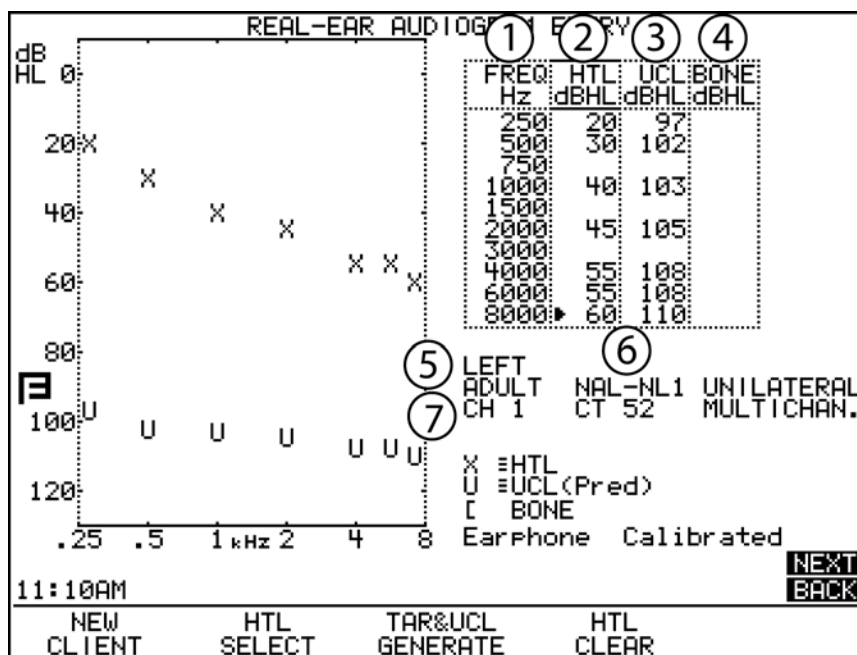 REAL-EAR AUDIOG ENTRY
1 2 3 4
dB
HL 0
20
40
60
80
100
120
.25 .5 1 kHz 2 4 8
FREQ HTL UCL BONE
Hz dBHL dBHL dBHL
250 20 97
500 30 102
750
1000 40 103
1500
2000 45 105
3000
4000 55 108
6000 55 108
8000 60 110
5 6
LEFT
ADULT NAL-NL1 UNILATERAL
7 CH 1 CT 52 MULTICHAN.
X ≡HTL
U ≡UCL(Pred)
[ BONE
Earphone Calibrated
NEXT
11:10AM BACK
NEW HTL TAR&UCL HTL
CLIENT SELECT GENERATE CLEAR